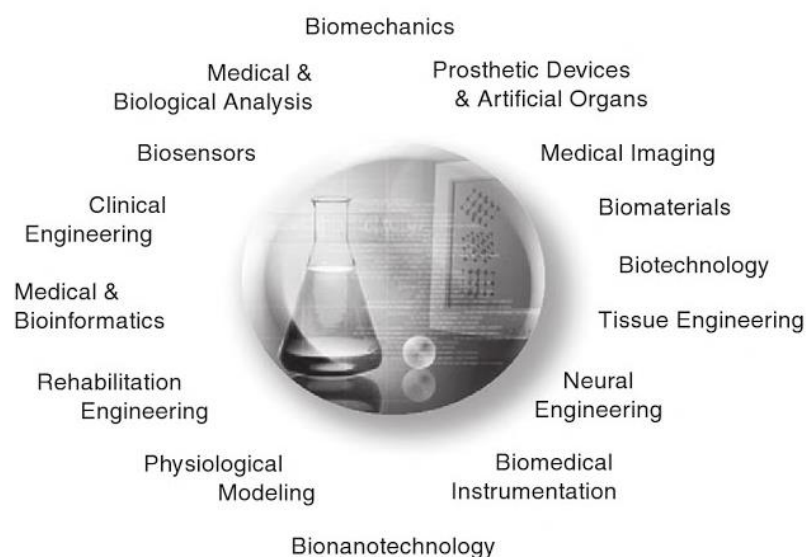 Biomechanics
Medical &
Biological Analysis
Prosthetic Devices
& Artificial Organs
Biosensors
Medical Imaging
Clinical
Engineering
Biomaterials
Biotechnology
Medical &
Bioinformatics
Tissue Engineering
Rehabilitation
Engineering
Neural
Engineering
Physiological
Modeling
Biomedical
Instrumentation
Bionanotechnology